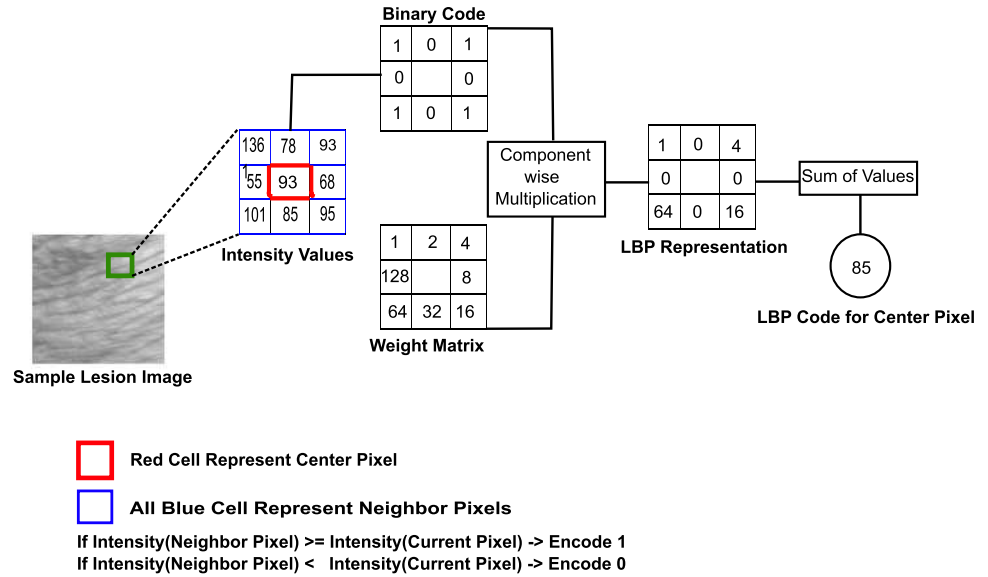 Binary Code
1 0 1
0 0
1 0 1
136 78 93
155 93 68
101 85 95
Intensity Values
Component
wise
Multiplication
1 2 4
128 8
64 32 16
Weight Matrix
1 0 4
0 0
64 0 16
LBP Representation
Sum of Values
85
LBP Code for Center Pixel
Sample Lesion Image
Red Cell Represent Center Pixel
All Blue Cell Represent Neighbor Pixels
If Intensity(Neighbor Pixel) >= Intensity(Current Pixel) -> Encode 1
If Intensity(Neighbor Pixel) < Intensity(Current Pixel) -> Encode 0